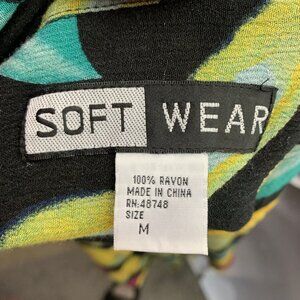 SOFT WEAR
100% RAYON
MADE IN CHINA
RN:48748
SIZE
M